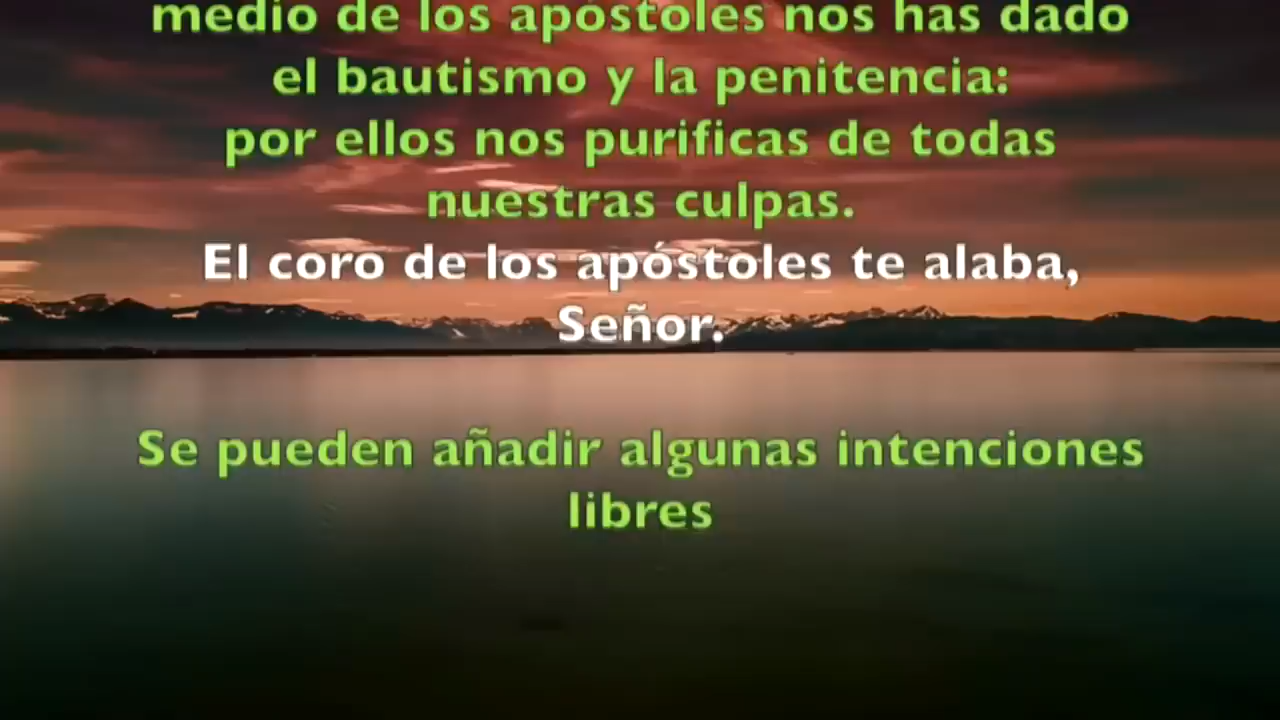 medio de los apóstoles nos has dado
el bautismo y la penitencia:
por ellos nos purificas de todas
nuestras culpas.
El coro de los apóstoles te alaba,
Señor.
Se pueden añadir algunas intenciones
libres